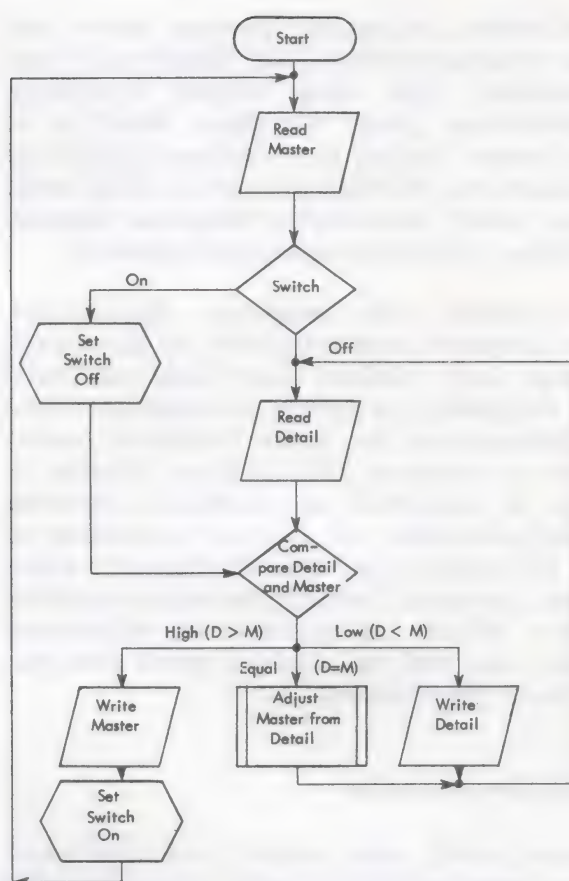 Start
Read
Master
Switch
On
Set
Switch
Off
Off
Read
Detail
Com-
pare Detail
and Master
High (D > M)
Low (D < M)
Equal (D=M)
Write
Master
Adjust
Master from
Detail
Write
Detail
Set
Switch
On